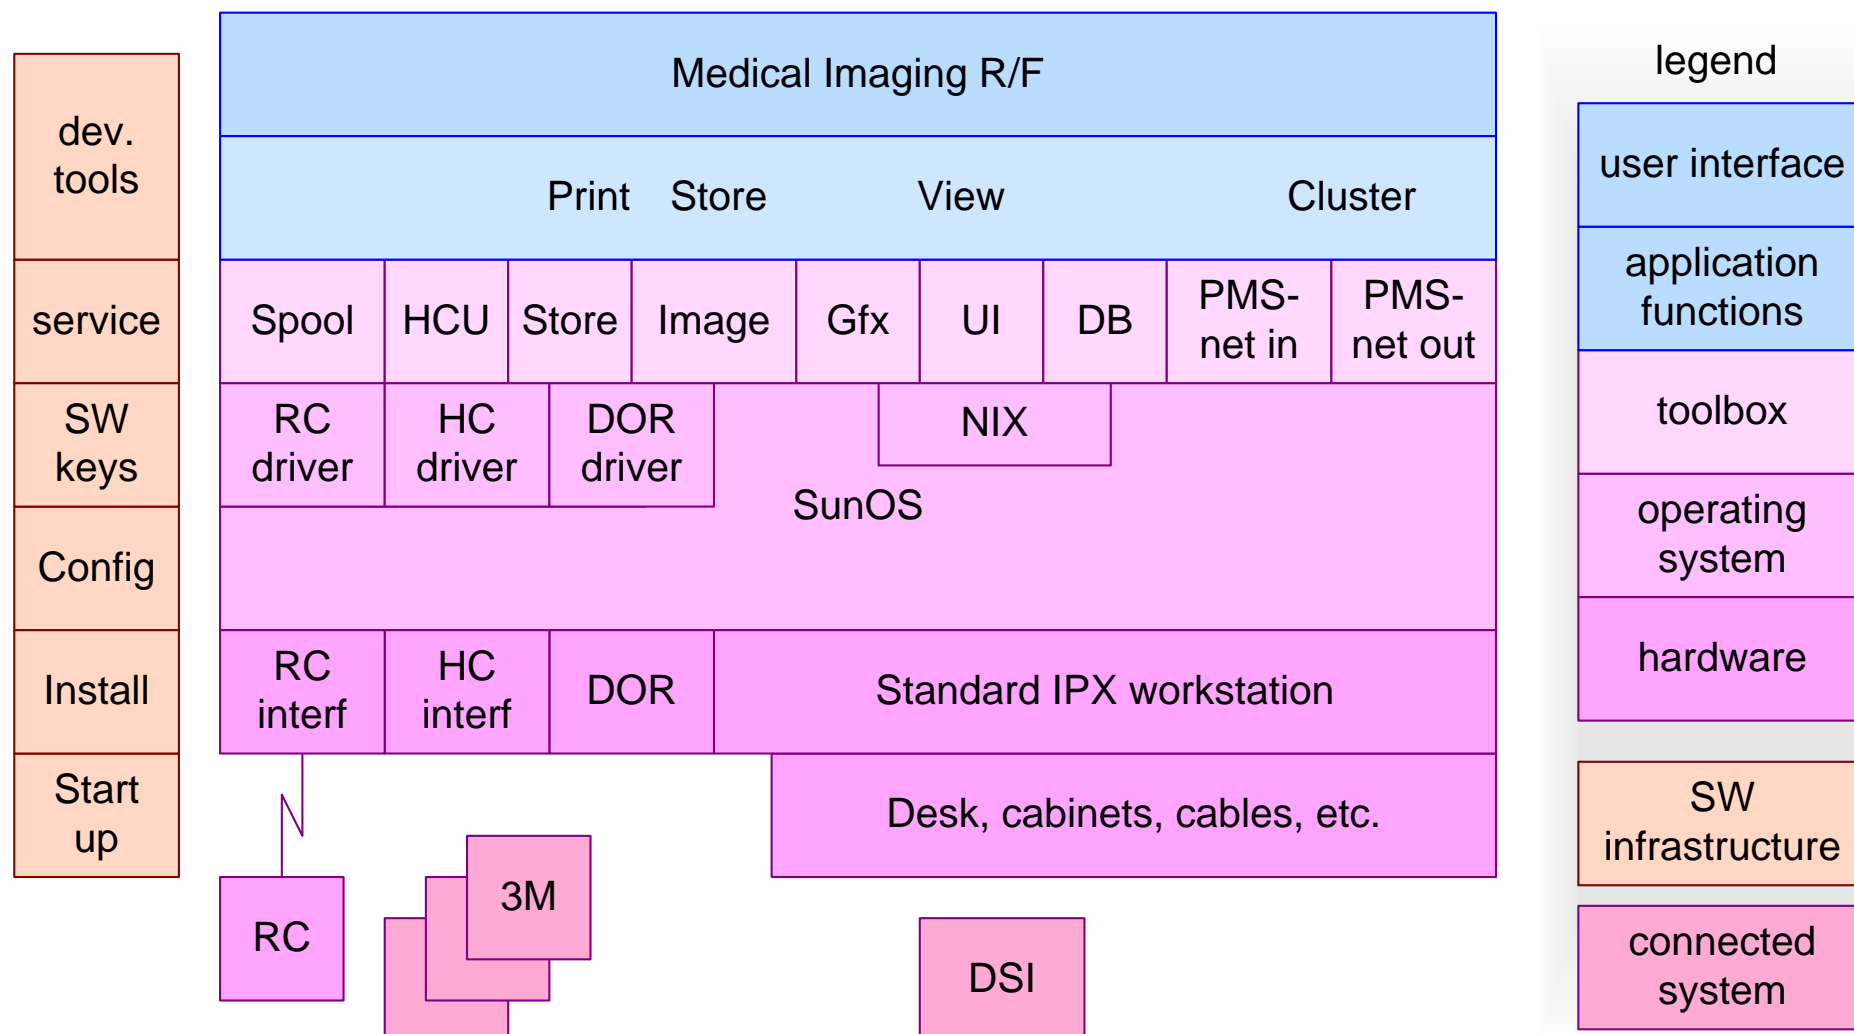 legend
Medical Imaging R/F
dev.
tools
user interface
Print Store View Cluster
application
functions
service
Spool
HCU
Store
Image
Gfx
UI
DB
PMS-
net in
PMS-
net out
toolbox
SW
keys
RC
driver
HC
driver
DOR
driver
NIX
SunOS
operating
system
Config
Install
RC
interf
HC
interf
DOR
Standard IPX workstation
hardware
Start
up
Desk, cabinets, cables, etc.
SW
infrastructure
RC
3M
DSI
connected
system